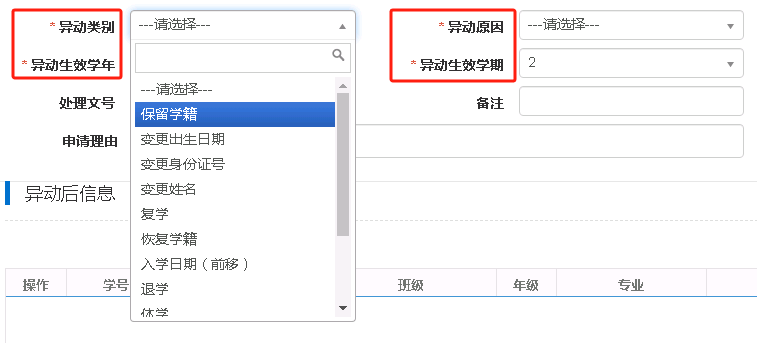 * 异动类别 ---请选择--- * 异动原因 ---请选择---
* 异动生效学年 * 异动生效学期 2
---请选择---
保留学籍
变更出生日期
变更身份证号
变更姓名
复学
恢复学籍
入学日期（前移）
退学
休学
处理文号 备注
申请理由
异动后信息
操作 学号 班级 年级 专业